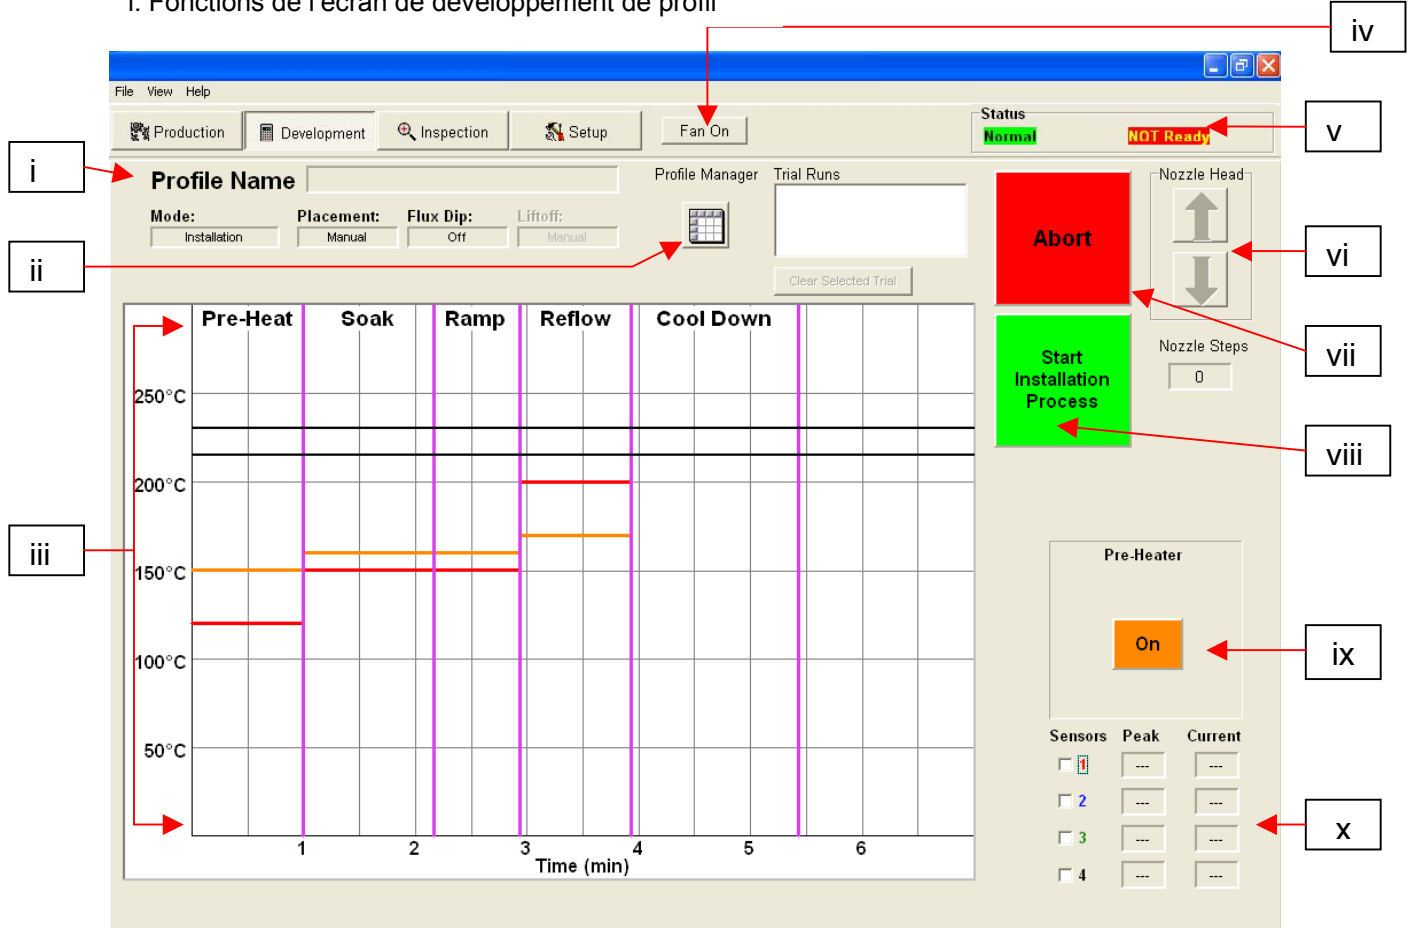 i. Fonctions de l'écran de développement de profil
iv
File View Help
Production Development Inspection Setup Fan On
Status
Normal NOT Ready
v
i
Profile Name
Profile Manager Trial Runs
Nozzle Head
Mode: Placement: Flux Dip: Liftoff:
Installation Manual Off Manual
Abort
ii
vi
Clear Selected Trial
Pre-Heat Soak Ramp Reflow Cool Down
Start
Installation
Process
Nozzle Steps
0
vii
viii
250°C
200°C
150°C
100°C
50°C
iii
1 2 3 4 5 6
Time (min)
Pre-Heater
On
ix
Sensors Peak Current
1 --- ---
2 --- ---
3 --- ---
4 --- ---
x